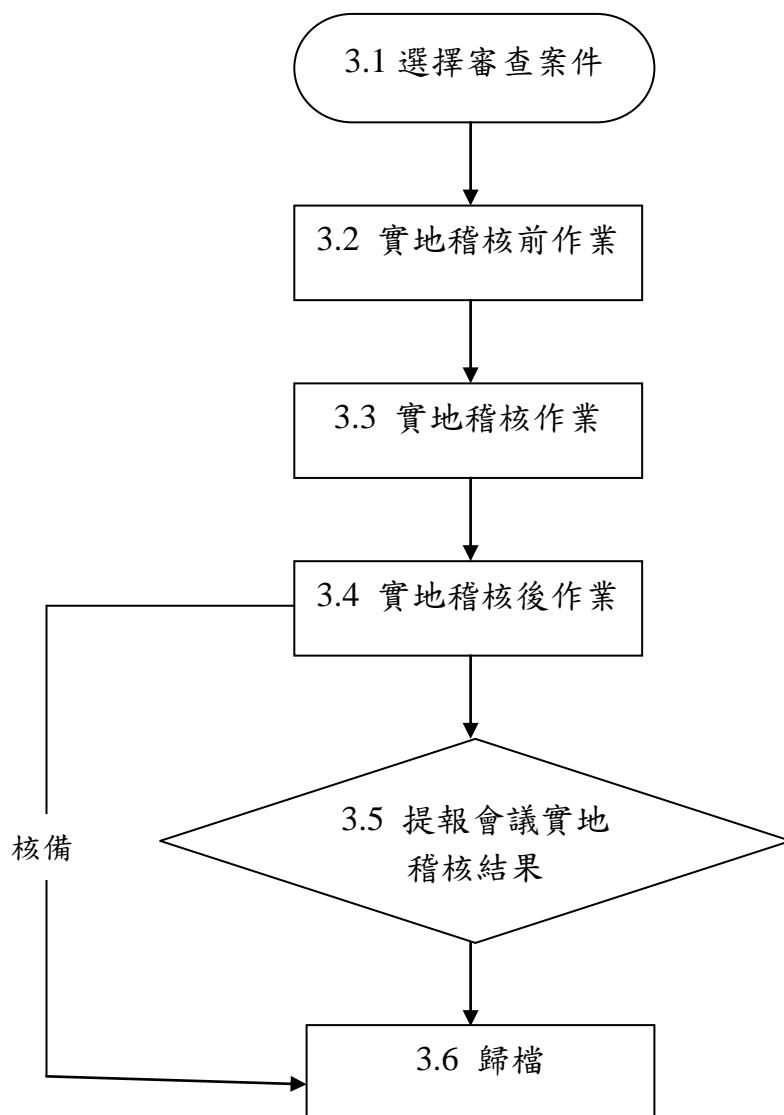 3.1 選擇審查案件
3.2 實地稽核前作業
3.3 實地稽核作業
3.4 實地稽核後作業
3.5 提報會議實地
稽核結果
核備
3.6 歸檔